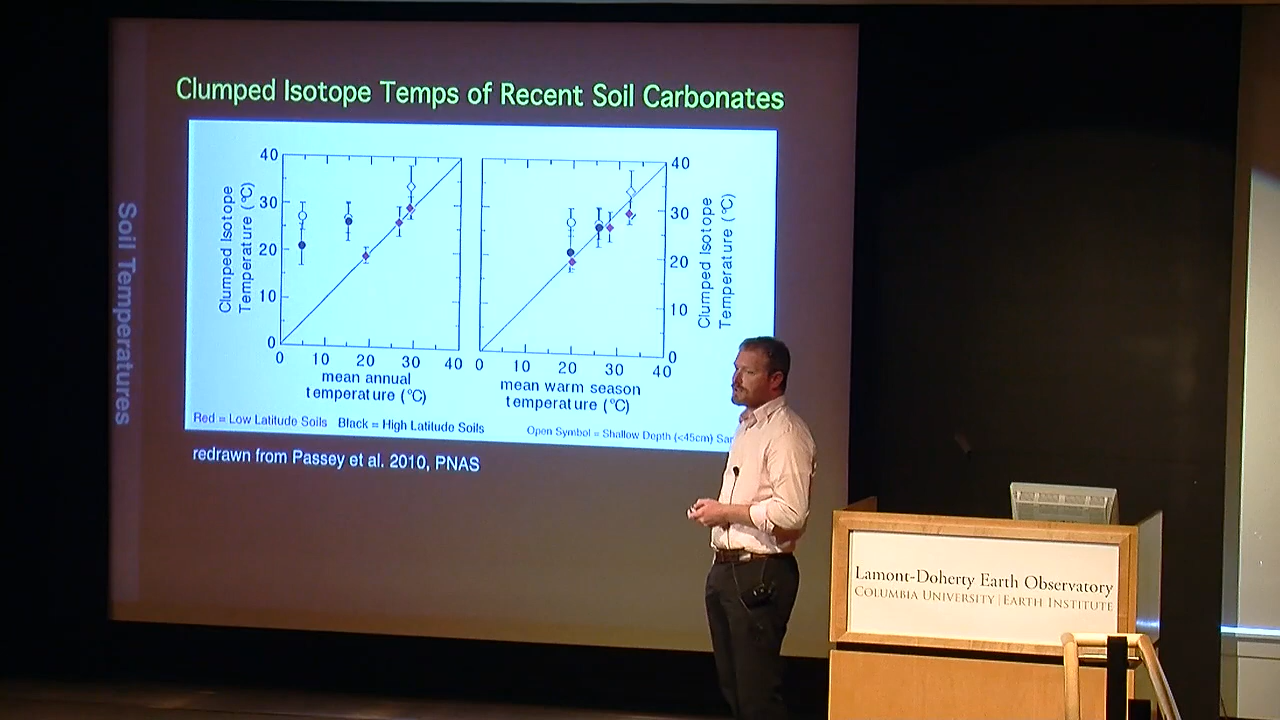 Clumped Isotope Temps of Recent Soil Carbonates
Soil Temperatures
Clumped Isotope
Temperature (°C)
40
30
20
10
0
0 10 20 30 40
mean annual
temperature (°C)
40
30
20
10
0
Clumped Isotope
Temperature (°C)
0 10 20 30 40
mean warm season
temperature (°C)
Red = Low Latitude Soils Black = High Latitude Soils
Open Symbol = Shallow Depth (<45cm)
redrawn from Passey et al. 2010, PNAS
Lamont-Doherty Earth Observatory
COLUMBIA UNIVERSITY | EARTH INSTITUTE